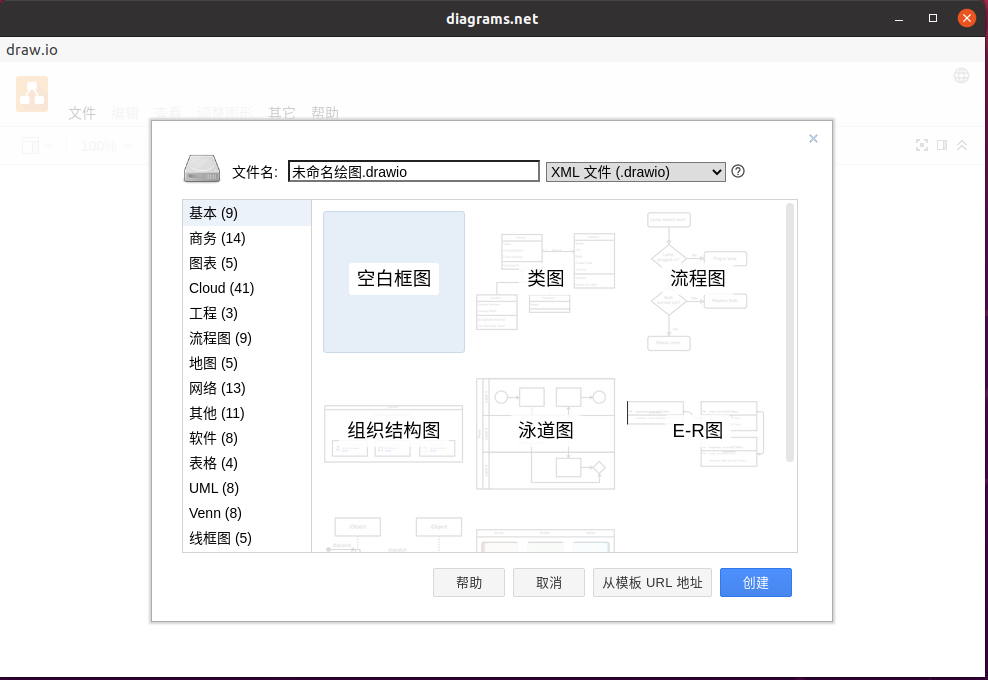 diagrams.net
draw.io
文件 编辑 查看 调整图形 其它 帮助
100%
文件名: 未命名绘图.drawio XML 文件 (.drawio)
基本 (9)
商务 (14)
图表 (5)
Cloud (41)
工程 (3)
流程图 (9)
地图 (5)
网络 (13)
其他 (11)
软件 (8)
表格 (4)
UML (8)
Venn (8)
线框图 (5)
空白框图 类图 流程图
组织结构图 泳道图 E-R图
Object Object
dispatch
dispatch
帮助 取消 从模板 URL 地址 创建